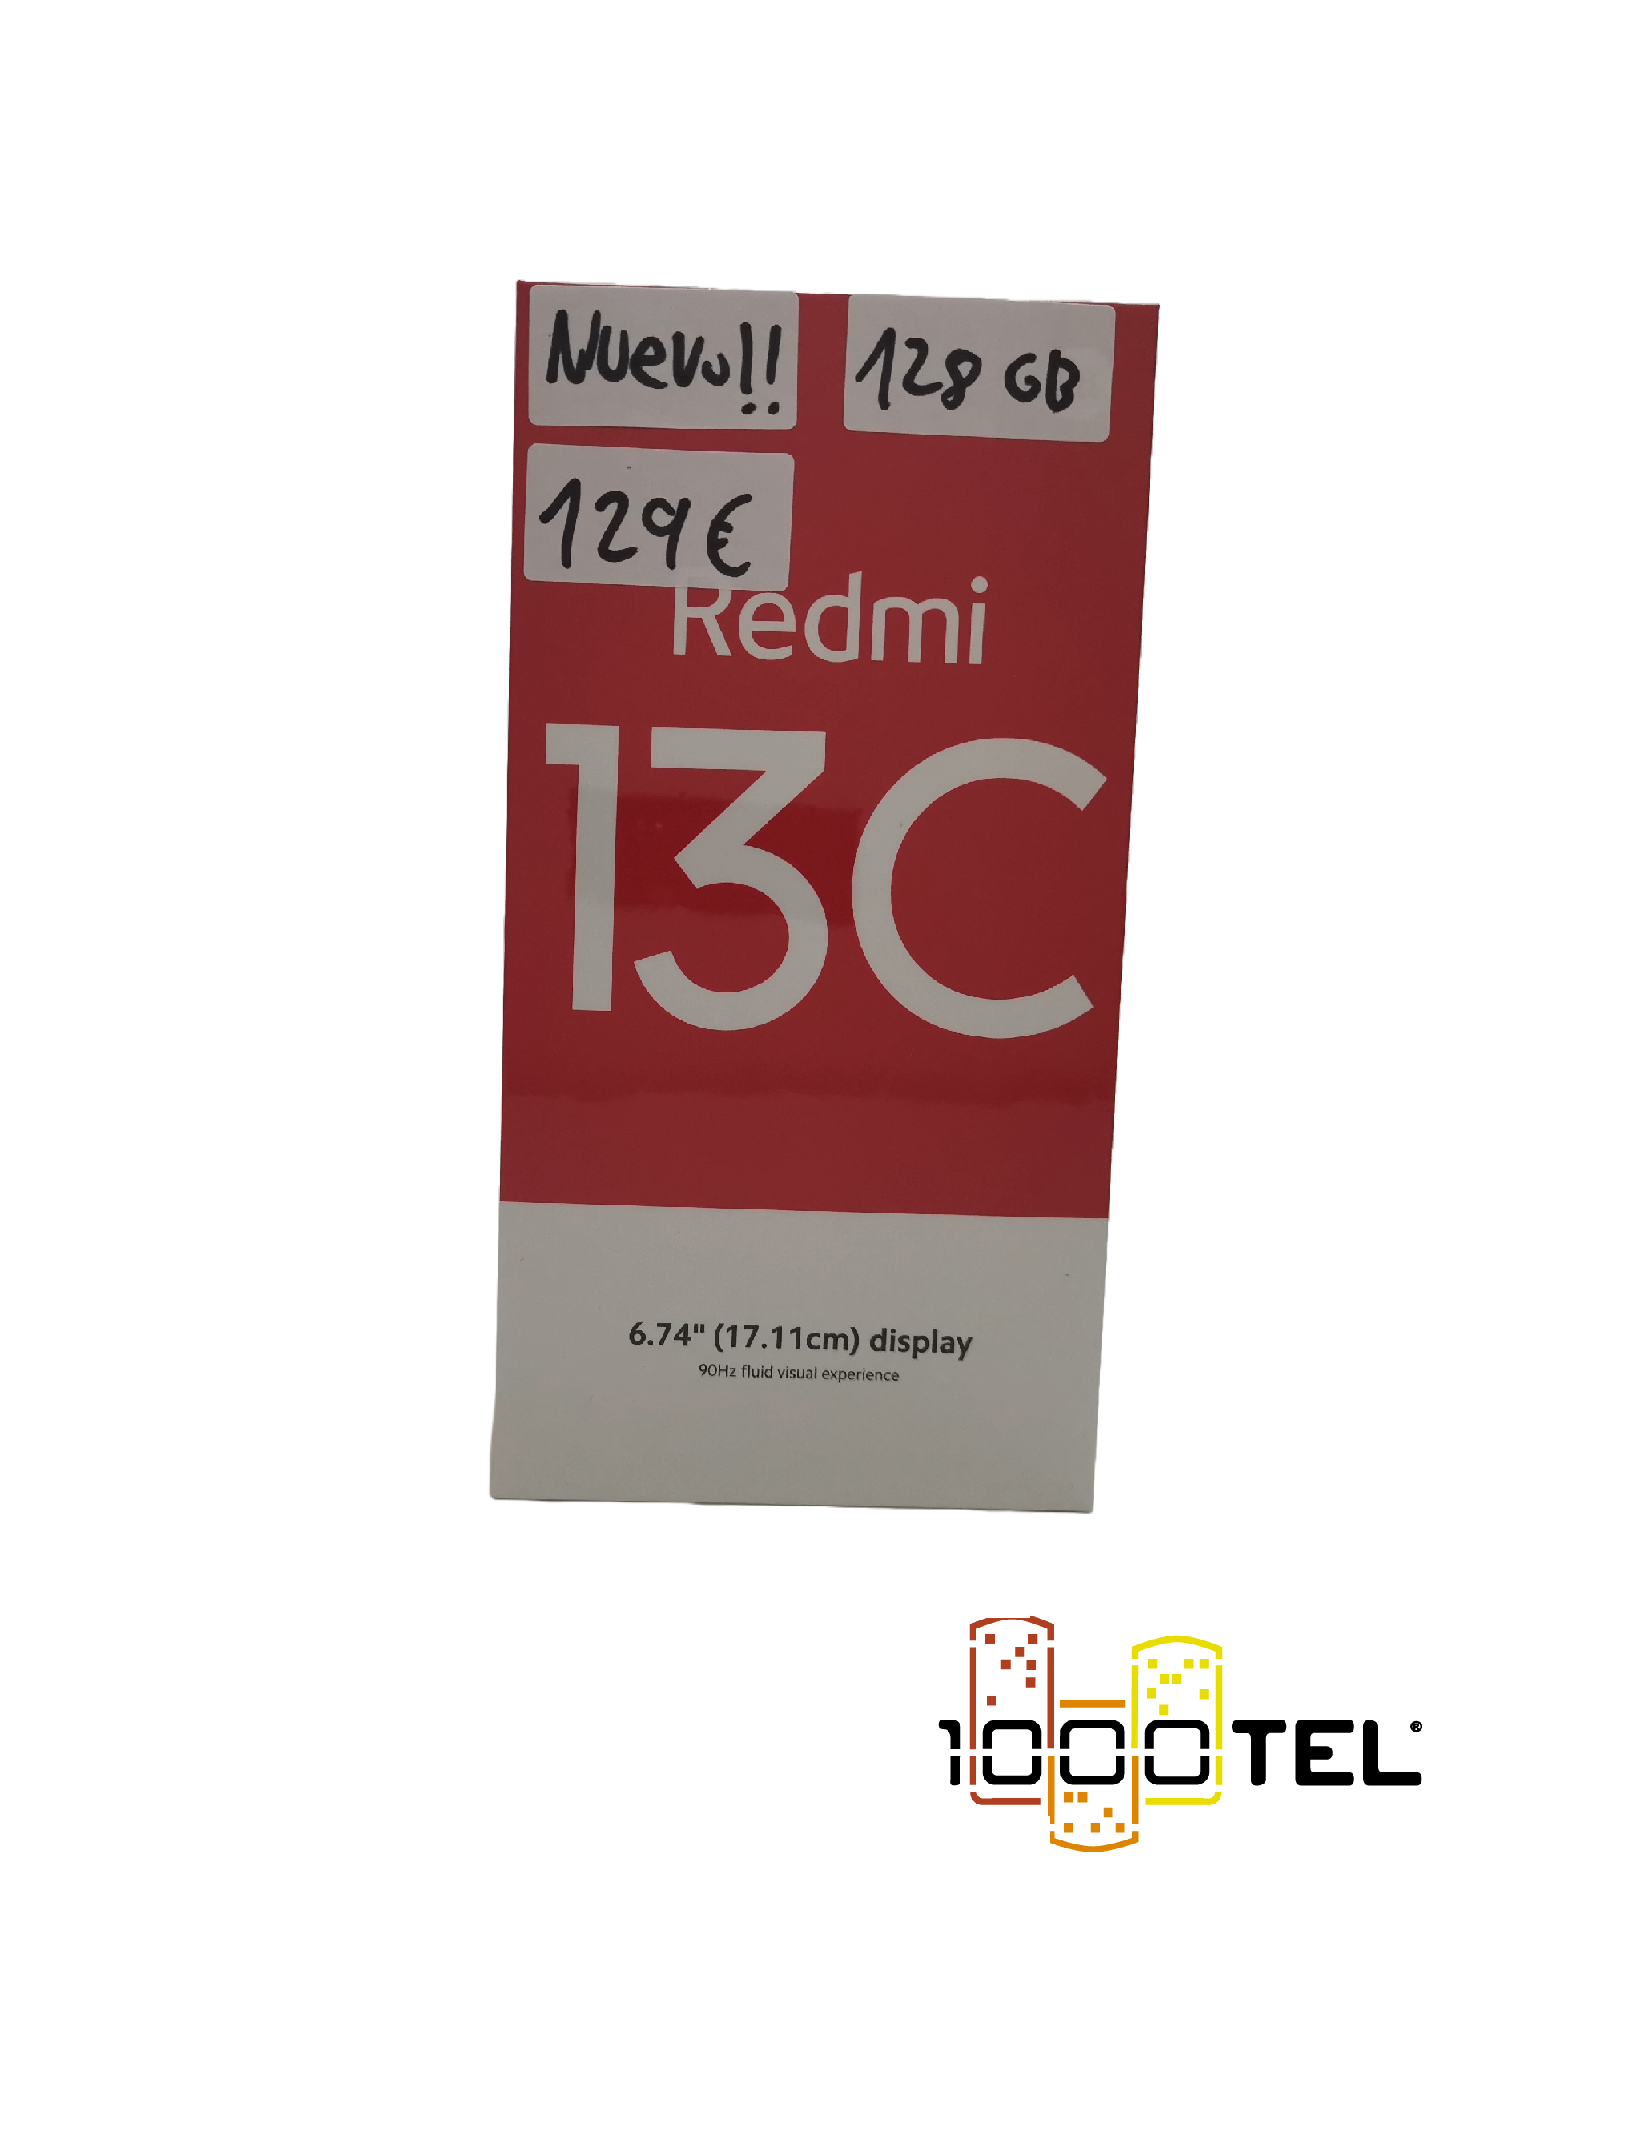 Nuevo!!
128 GB
129€
Redmi
13C
6.74" (17.11cm) display
90Hz fluid visual experience
1000TEL®